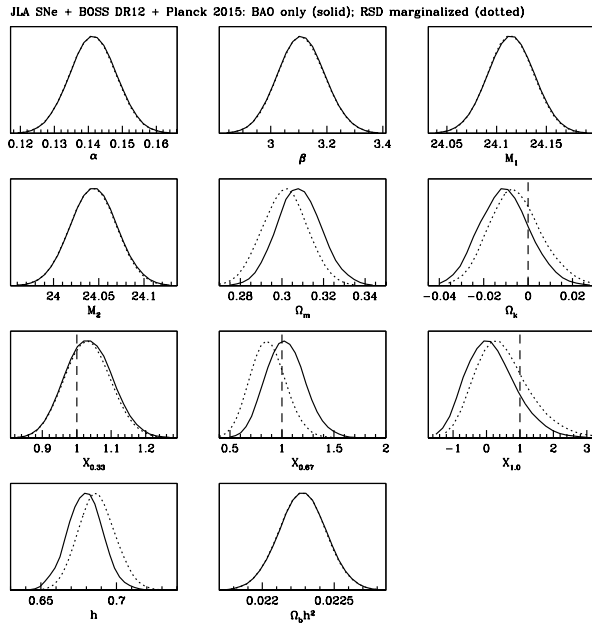 JLA SNe + BOSS DR12 + Planck 2015: BAO only (solid); RSD marginalized (dotted)
0.12 0.13 0.14 0.15 0.16 3 3.2 3.4 24.05 24.1 24.15
α β M₁
24 24.05 24.1 0.28 0.3 0.32 0.34 −0.04 −0.02 0 0.02
M₂ Ωₘ Ωₖ
0.9 1 1.1 1.2 0.5 1 1.5 2 −1 0 1 2 3
X₀.₃₃ X₀.₆₇ X₁.₀
0.65 0.7 0.022 0.0225
h Ω_bh²